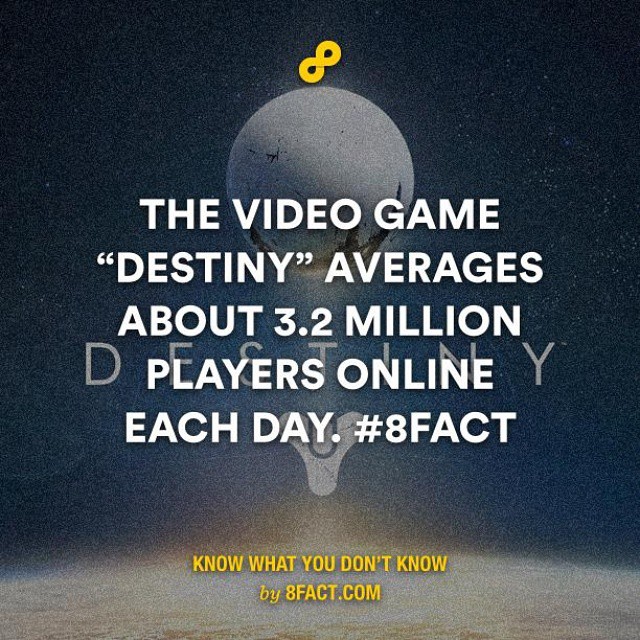 THE VIDEO GAME
“DESTINY” AVERAGES
ABOUT 3.2 MILLION
DESTINY
PLAYERS ONLINE
EACH DAY. #8FACT
KNOW WHAT YOU DON'T KNOW
by 8FACT.COM